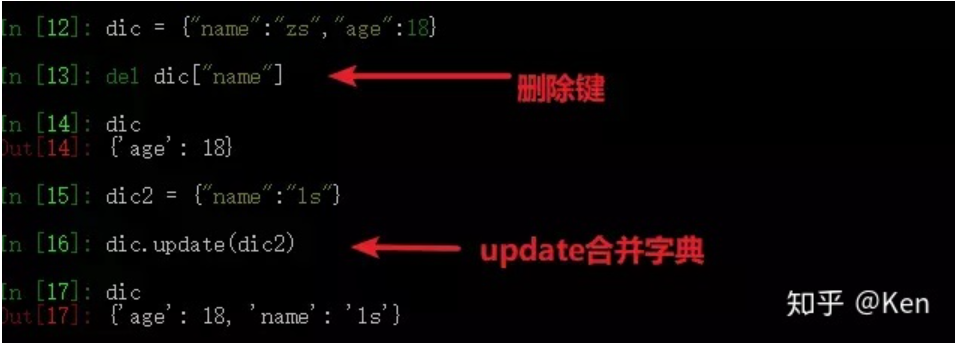 In [12]: dic = {"name":"zs","age":18}
In [13]: del dic["name"]
删除键
In [14]: dic
Out[14]: {'age': 18}
In [15]: dic2 = {"name":"ls"}
In [16]: dic.update(dic2)
update合并字典
In [17]: dic
Out[17]: {'age': 18, 'name': 'ls'}
知乎 @Ken